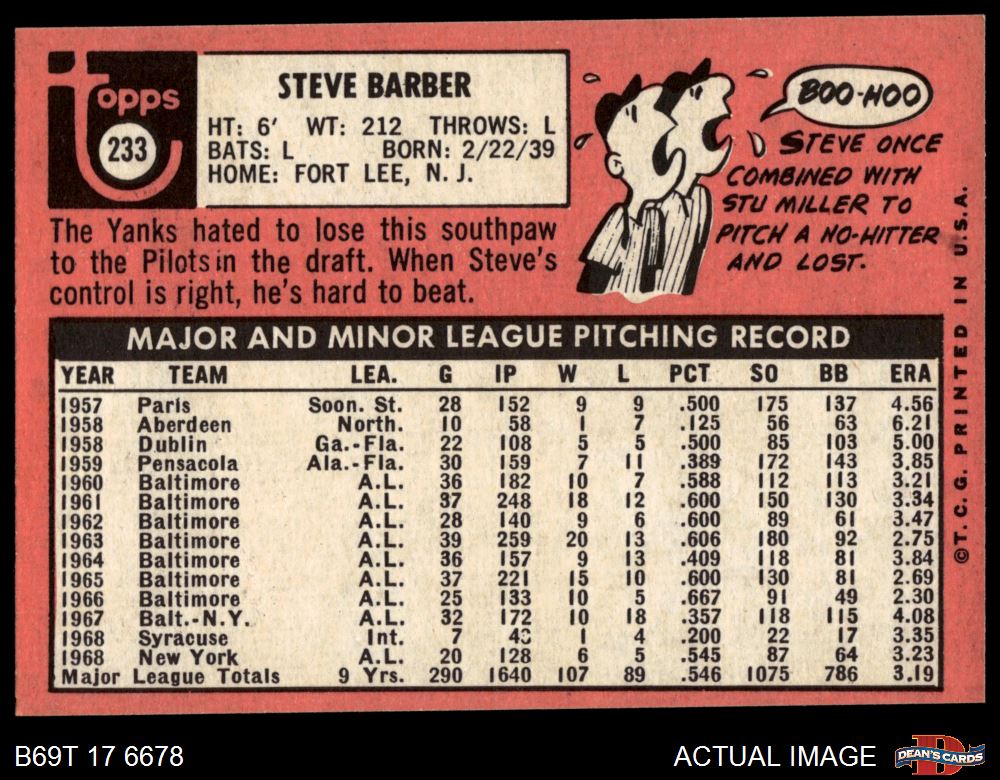 Topps
233
STEVE BARBER
HT: 6' WT: 212 THROWS: L
BATS: L BORN: 2/22/39
HOME: FORT LEE, N. J.
The Yanks hated to lose this southpaw
to the Pilots in the draft. When Steve's
control is right, he's hard to beat.
BOO-HOO
STEVE ONCE
COMBINED WITH
STU MILLER TO
PITCH A NO-HITTER
AND LOST.
MAJOR AND MINOR LEAGUE PITCHING RECORD
YEAR TEAM LEA. G IP W L PCT SO BB ERA
1957 Paris Soon. St. 28 152 9 9 .500 175 137 4.56
1958 Aberdeen North. 10 58 1 7 .125 56 63 6.21
1958 Dublin Ga.-Fla. 22 108 5 5 .500 85 103 5.00
1959 Pensacola Ala.-Fla. 30 159 7 11 .389 172 143 3.85
1960 Baltimore A.L. 36 182 10 7 .588 112 113 3.21
1961 Baltimore A.L. 37 248 18 12 .600 150 130 3.34
1962 Baltimore A.L. 28 140 9 6 .600 89 61 3.47
1963 Baltimore A.L. 39 259 20 13 .606 180 92 2.75
1964 Baltimore A.L. 36 157 9 13 .409 118 81 3.84
1965 Baltimore A.L. 37 221 15 10 .600 130 81 2.69
1966 Baltimore A.L. 25 133 10 5 .667 91 49 2.30
1967 Balt.-N.Y. A.L. 32 172 10 18 .357 118 115 4.08
1968 Syracuse Int. 7 1 4 .200 22 17 3.35
1968 New York A.L. 20 128 6 5 .545 87 64 3.23
Major League Totals 9 Yrs. 290 1640 107 89 .546 1075 786 3.19
©T. C. G. PRINTED IN U.S.A.
B69T 17 6678
ACTUAL IMAGE
DEAN'S CARDS